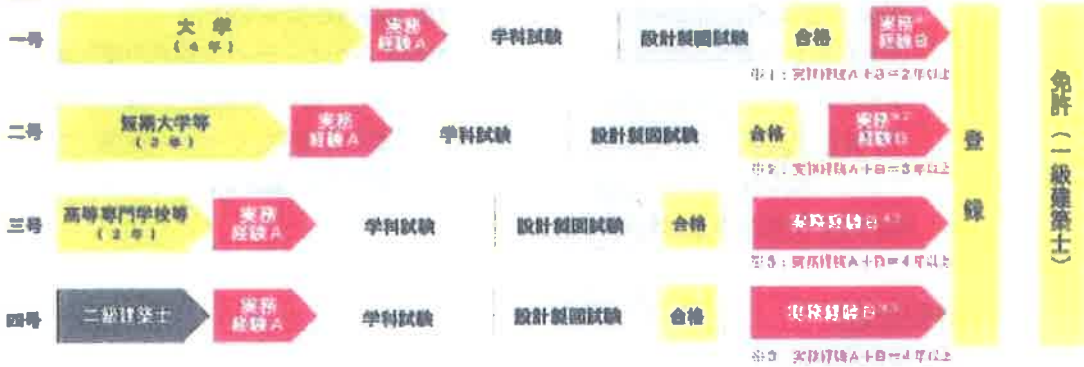 一号
大学
(4年)
実務
経験A
学科試験
設計製図試験
合格
実務※1
経験B
※1：実務経験A＋B＝2年以上
二号
短期大学等
(3年)
実務
経験A
学科試験
設計製図試験
合格
実務※2
経験B
※2：実務経験A＋B＝3年以上
三号
高等専門学校等
(2年)
実務
経験A
学科試験
設計製図試験
合格
実務経験B※3
※3：実務経験A＋B＝4年以上
四号
二級建築士
実務
経験A
学科試験
設計製図試験
合格
実務経験B※3
※3：実務経験A＋B＝4年以上
登録
免許（一級建築士）